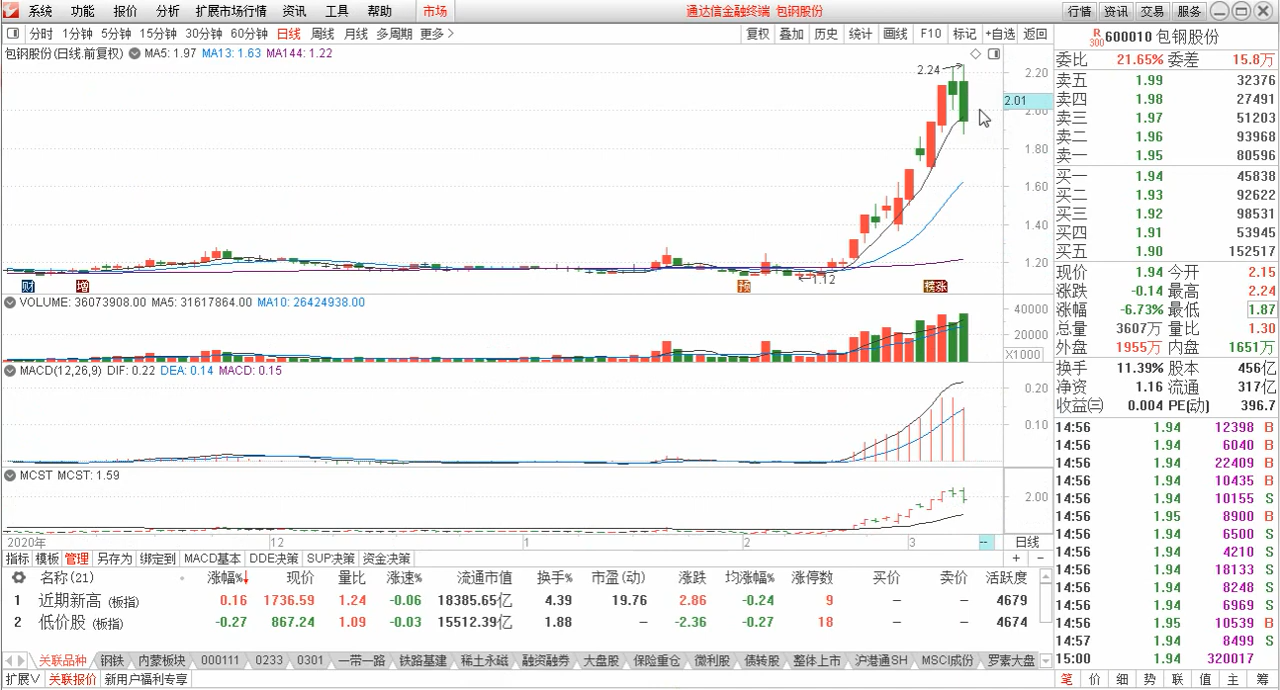 系统 功能 报价 分析 扩展市场行情 资讯 工具 帮助 市场 通达信金融终端 包钢股份 行情 资讯 交易 服务
分时 1分钟 5分钟 15分钟 30分钟 60分钟 日线 周线 月线 多周期 更多> 复权 叠加 历史 统计 画线 F10 标记 +自选 返回
R 300 600010 包钢股份
包钢股份(日线.前复权) MA5: 1.97 MA13: 1.63 MA144: 1.22
委比 21.65% 委差 15.8万
卖五 1.99 32376
卖四 1.98 27491
卖三 1.97 51203
卖二 1.96 93968
卖一 1.95 80596
买一 1.94 45838
买二 1.93 92622
买三 1.92 98531
买四 1.91 53945
买五 1.90 152517
现价 1.94 今开 2.15
涨跌 -0.14 最高 2.24
涨幅 -6.73% 最低 1.87
总量 3607万 量比 1.30
外盘 1955万 内盘 1651万
换手 11.39% 股本 456亿
净资 1.16 流通 317亿
收益㈢ 0.004 PE(动) 396.7
14:56 1.94 12398 B
14:56 1.94 6040 B
14:56 1.94 22409 B
14:56 1.94 10435 B
14:56 1.94 10155 S
14:56 1.95 8900 B
14:56 1.94 6500 S
14:56 1.94 4210 S
14:56 1.94 18133 S
14:56 1.94 8248 S
14:56 1.94 6969 S
14:56 1.95 10539 B
14:57 1.94 8499 S
15:00 1.94 320017
笔 价 细 势 联 值 主 筹
2.24
2.20
2.01
2.00
1.80
1.60
1.40
1.20
←1.12
财 增 预 榜 涨
VOLUME: 36073908.00 MA5: 31617864.00 MA10: 26424938.00
40000
20000
X1000
MACD(12,26,9) DIF: 0.22 DEA: 0.14 MACD: 0.15
0.20
0.10
MCST MCST: 1.59
2.00
2020年 12 1 2 3 -- 日线
指标 模板 管理 另存为 绑定到 MACD基本 DDE决策 SUP决策 资金决策 + -
名称(21) 涨幅%↓ 现价 量比 涨速% 流通市值 换手% 市盈(动) 涨跌 均涨幅% 涨停数 买价 卖价 活跃度
1 近期新高 (板指) 0.16 1736.59 1.24 -0.06 18385.65亿 4.39 19.76 2.86 -0.24 9 — — 4679
2 低价股 (板指) -0.27 867.24 1.09 -0.03 15512.39亿 1.88 — -2.36 -0.27 18 — — 4674
关联品种 钢铁 内蒙板块 000111 0233 0301 一带一路 铁路基建 稀土永磁 融资融券 大盘股 保险重仓 微利股 债转股 整体上市 沪港通SH MSCI成份 罗素大盘
扩展∨ 关联报价 新用户福利专享